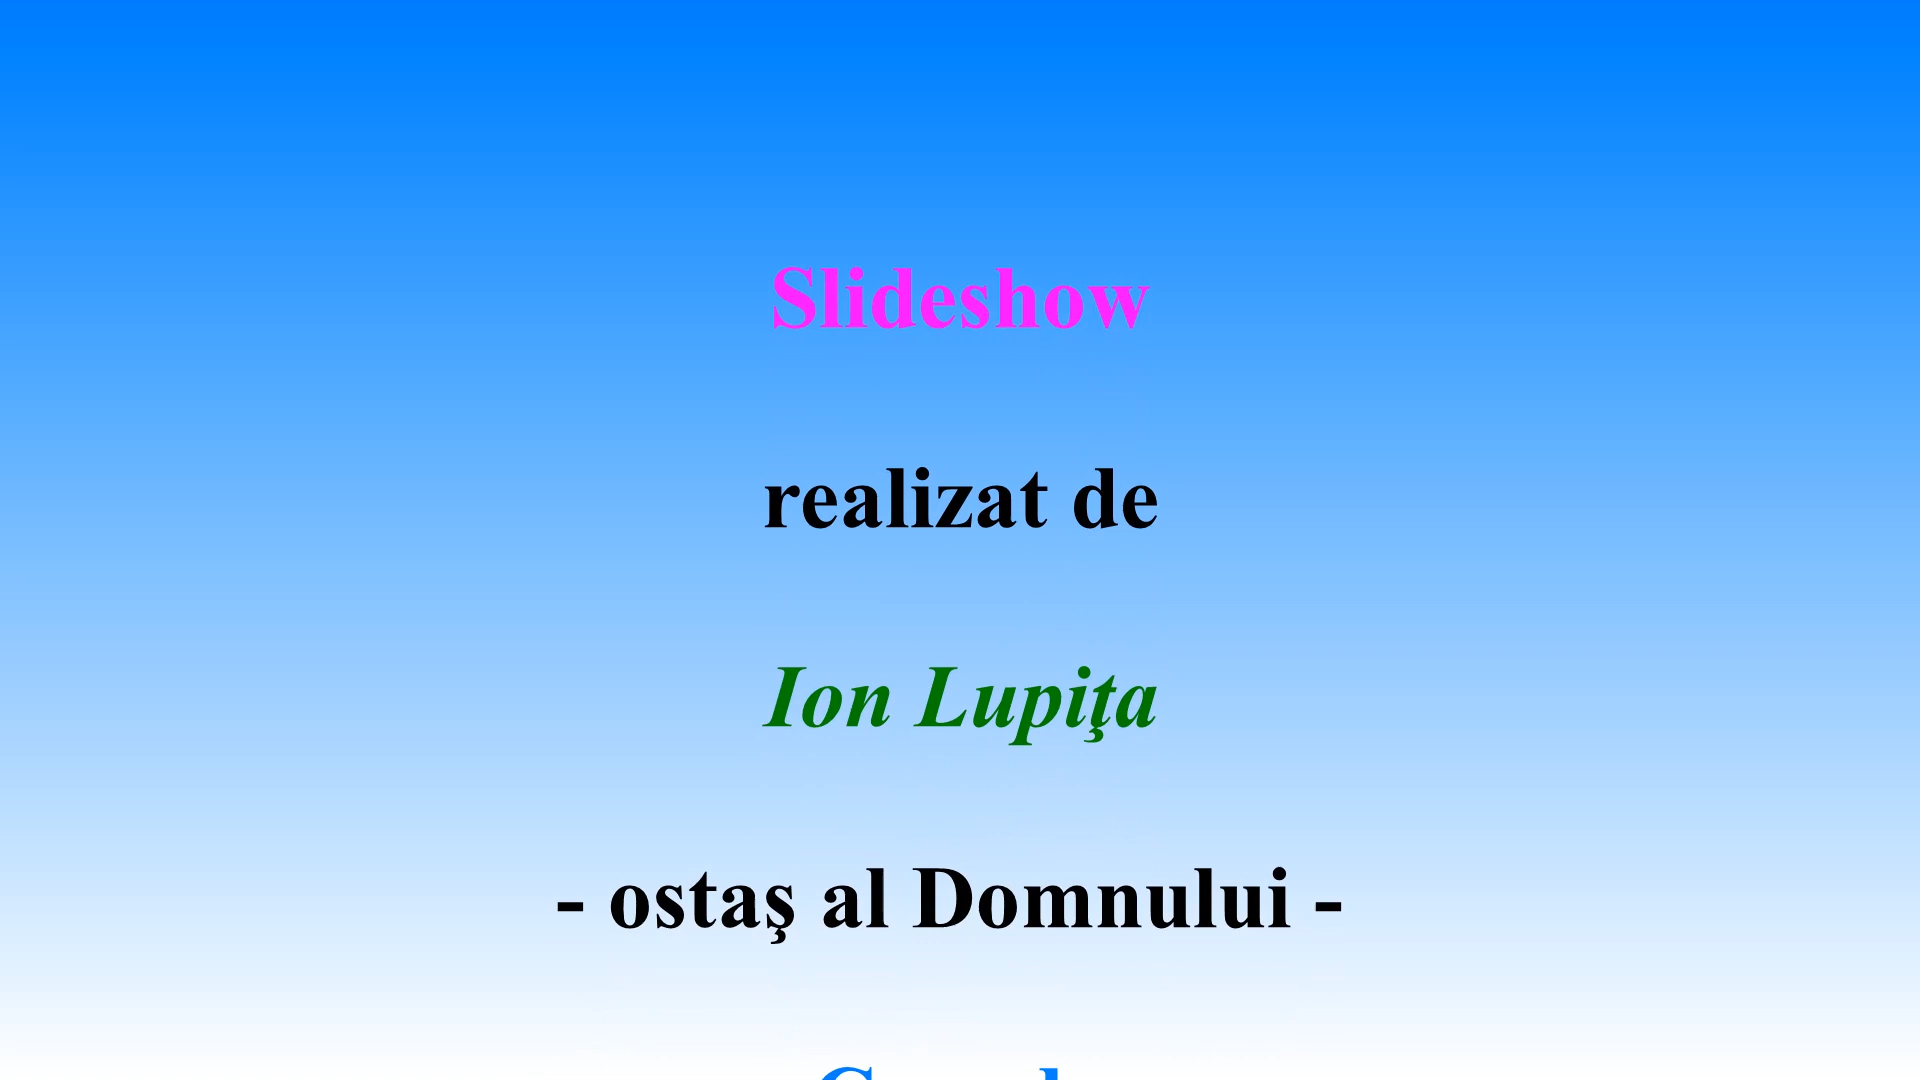 Slideshow
realizat de
Ion Lupiţa
- ostaş al Domnului -